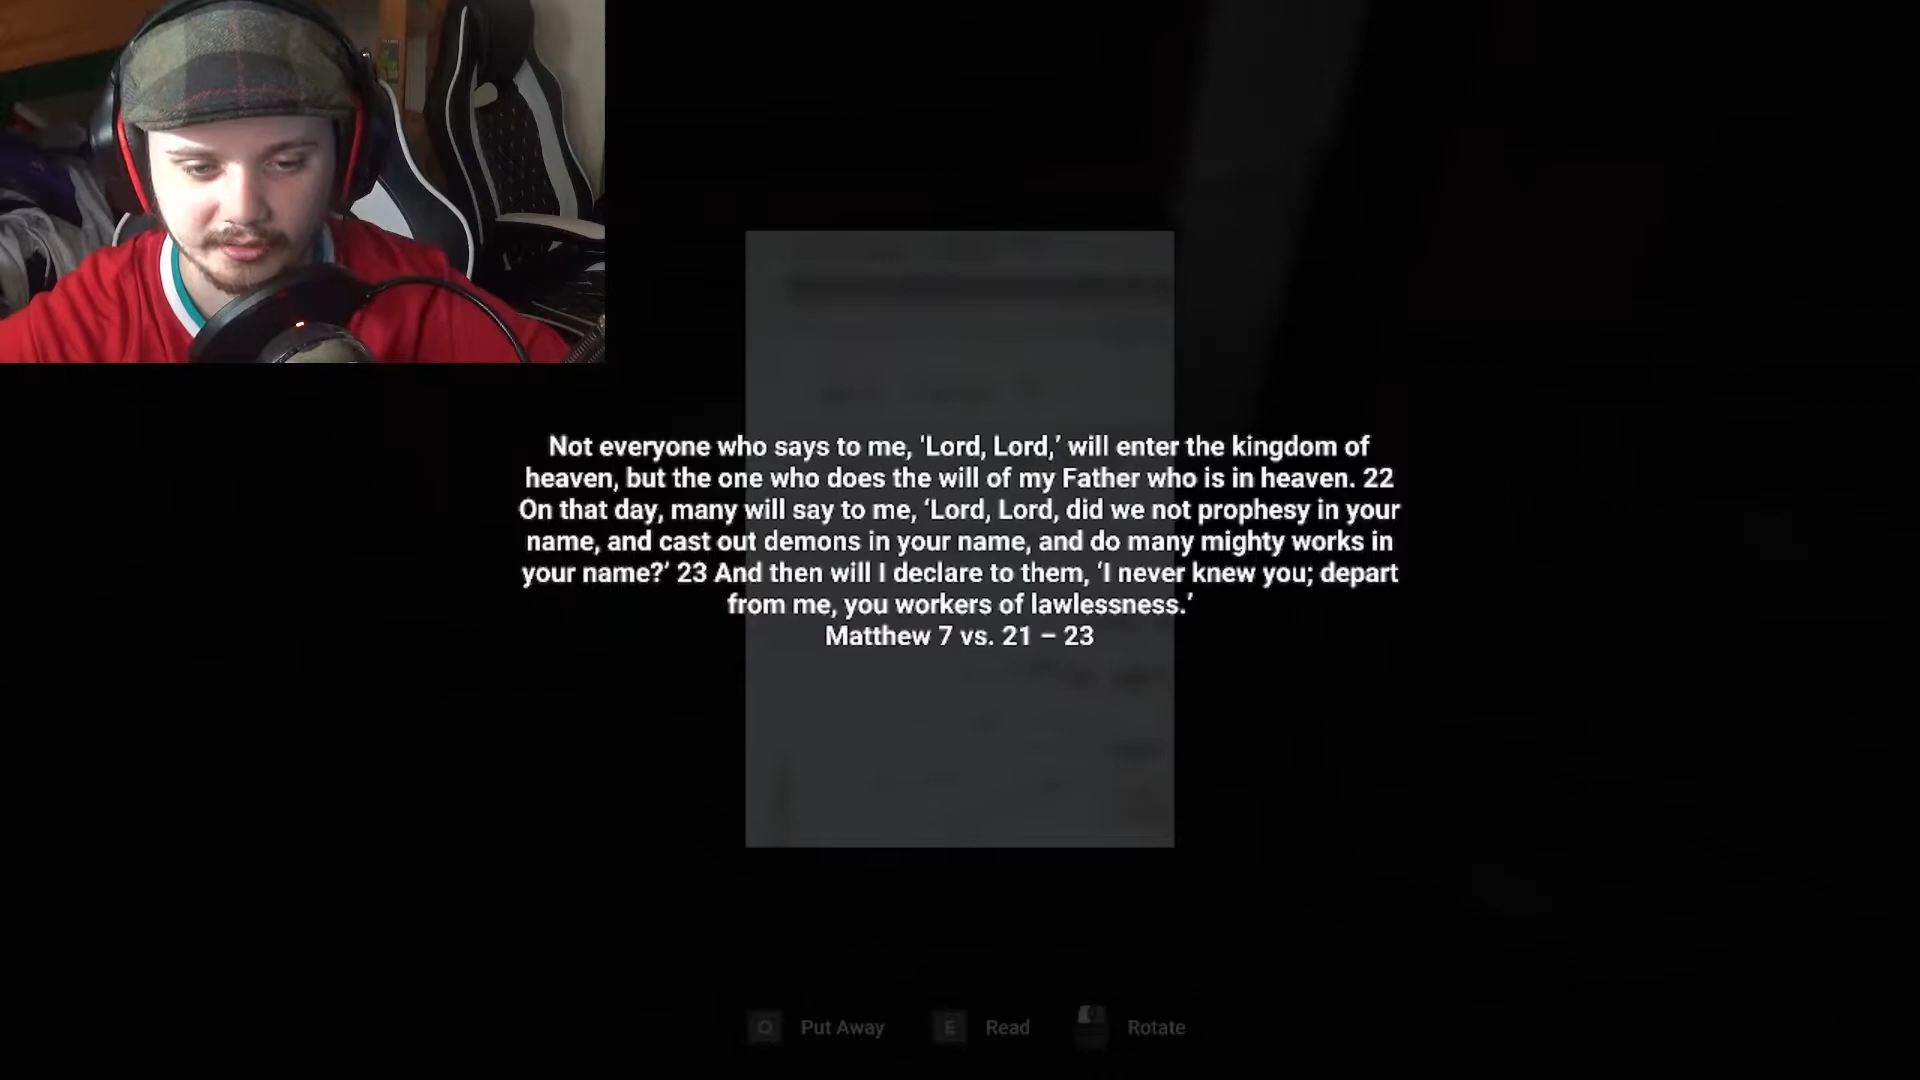 Not everyone who says to me, 'Lord, Lord,’ will enter the kingdom of
heaven, but the one who does the will of my Father who is in heaven. 22
On that day, many will say to me, ‘Lord, Lord, did we not prophesy in your
name, and cast out demons in your name, and do many mighty works in
your name?’ 23 And then will I declare to them, ‘I never knew you; depart
from me, you workers of lawlessness.’
Matthew 7 vs. 21 – 23
Q Put Away E Read Rotate